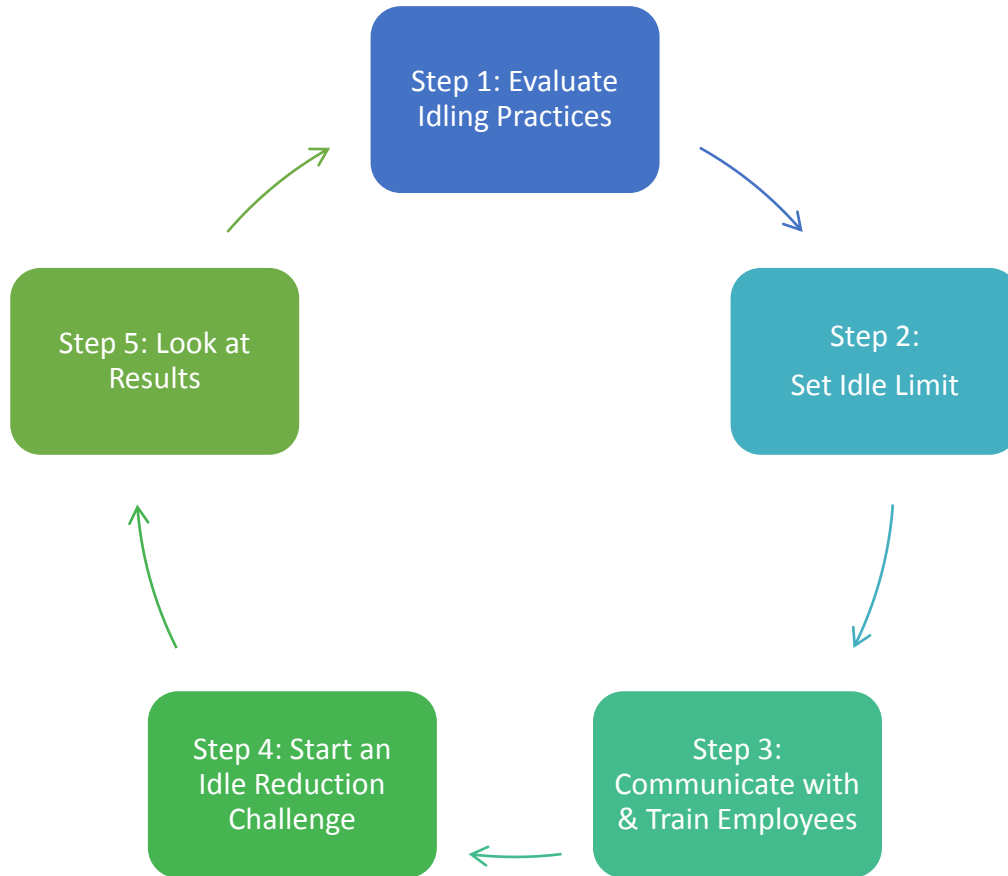 Step 1: Evaluate
Idling Practices
Step 2:
Set Idle Limit
Step 3:
Communicate with
& Train Employees
Step 4: Start an
Idle Reduction
Challenge
Step 5: Look at
Results